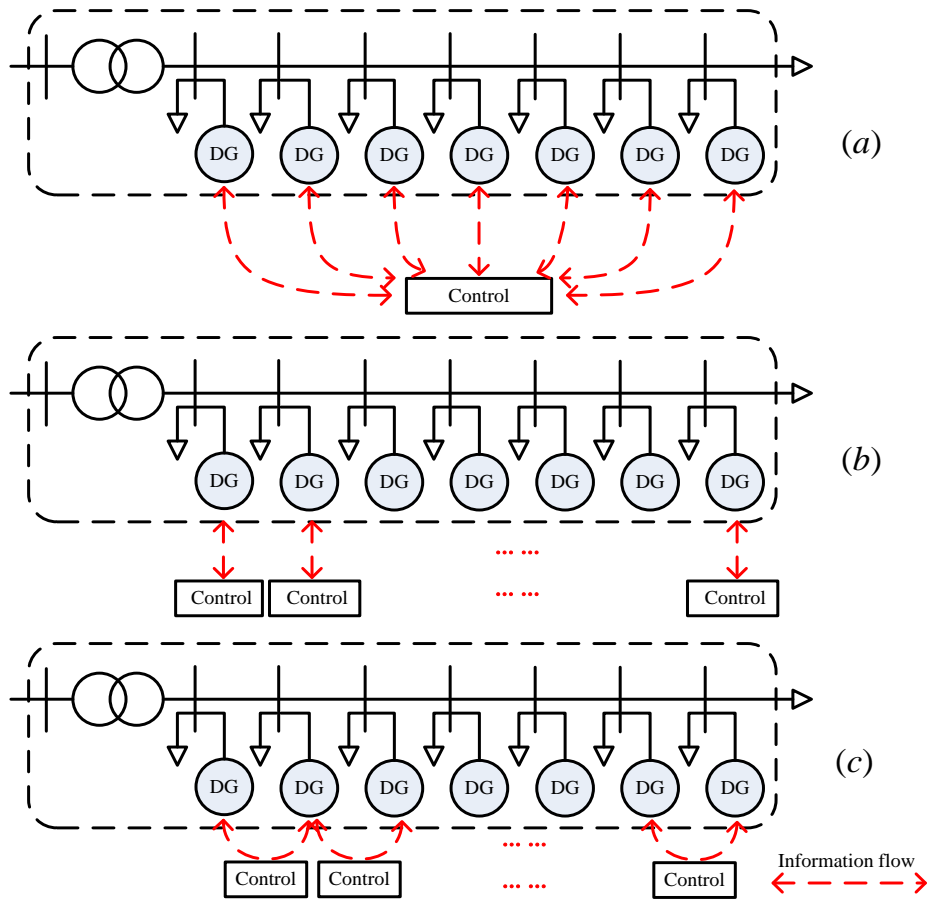 DG DG DG DG DG DG DG
(a)
Control
DG DG DG DG DG DG DG
(b)
... ...
Control Control ... ... Control
DG DG DG DG DG DG DG
(c)
... ...
Information flow
Control Control ... ... Control